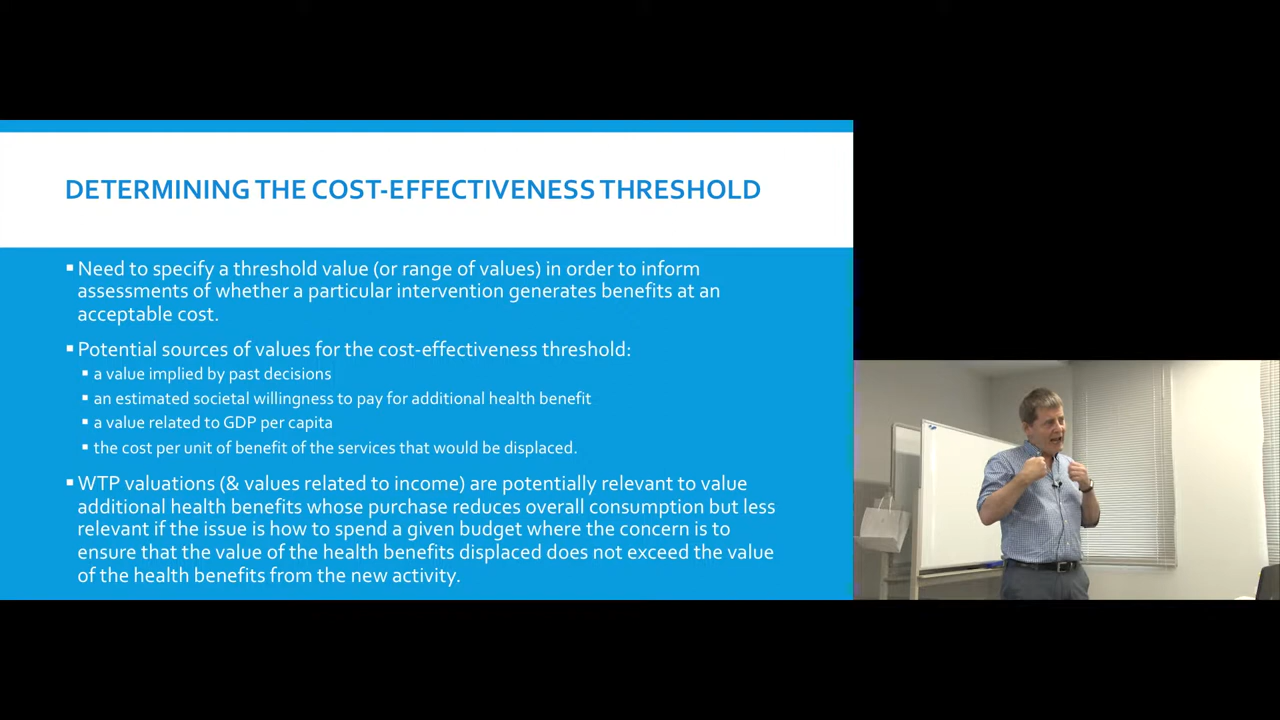 DETERMINING THE COST-EFFECTIVENESS THRESHOLD
▪ Need to specify a threshold value (or range of values) in order to inform
assessments of whether a particular intervention generates benefits at an
acceptable cost.
▪ Potential sources of values for the cost-effectiveness threshold:
▪ a value implied by past decisions
▪ an estimated societal willingness to pay for additional health benefit
▪ a value related to GDP per capita
▪ the cost per unit of benefit of the services that would be displaced.
▪ WTP valuations (& values related to income) are potentially relevant to value
additional health benefits whose purchase reduces overall consumption but less
relevant if the issue is how to spend a given budget where the concern is to
ensure that the value of the health benefits displaced does not exceed the value
of the health benefits from the new activity.